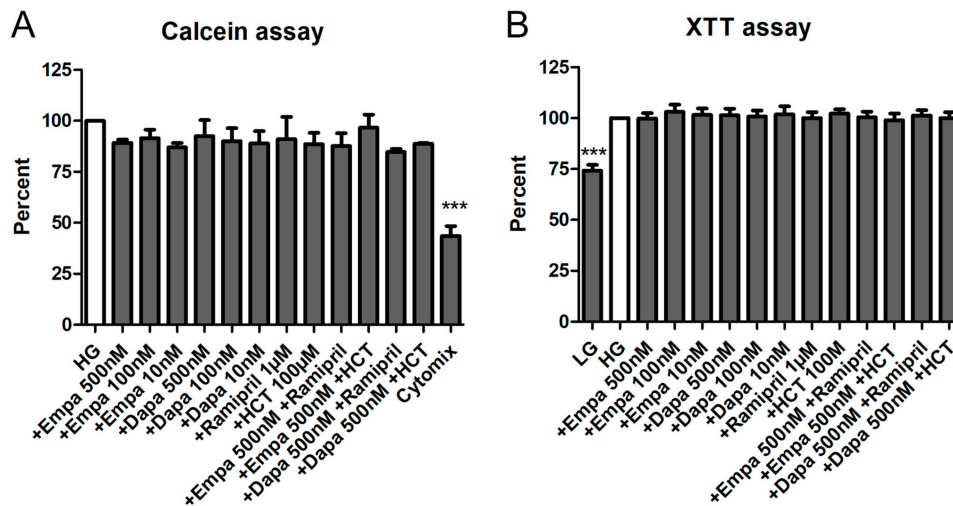 A
Calcein assay
Percent
125
100
75
50
25
0
***
HG
+Empa 500nM
+Empa 100nM
+Empa 10nM
+Dapa 500nM
+Dapa 100nM
+Dapa 10nM
+Ramipril 1µM
+HCT 100µM
+Empa 500nM +Ramipril
+Empa 500nM +HCT
+Dapa 500nM +Ramipril
+Dapa 500nM +HCT
Cytomix
B
XTT assay
Percent
125
100
75
50
25
0
***
LG
HG
+Empa 500nM
+Empa 100nM
+Empa 10nM
+Dapa 500nM
+Dapa 100nM
+Dapa 10nM
+Ramipril 1µM
+HCT 100µM
+Empa 500nM +Ramipril
+Empa 500nM +HCT
+Dapa 500nM +Ramipril
+Dapa 500nM +HCT